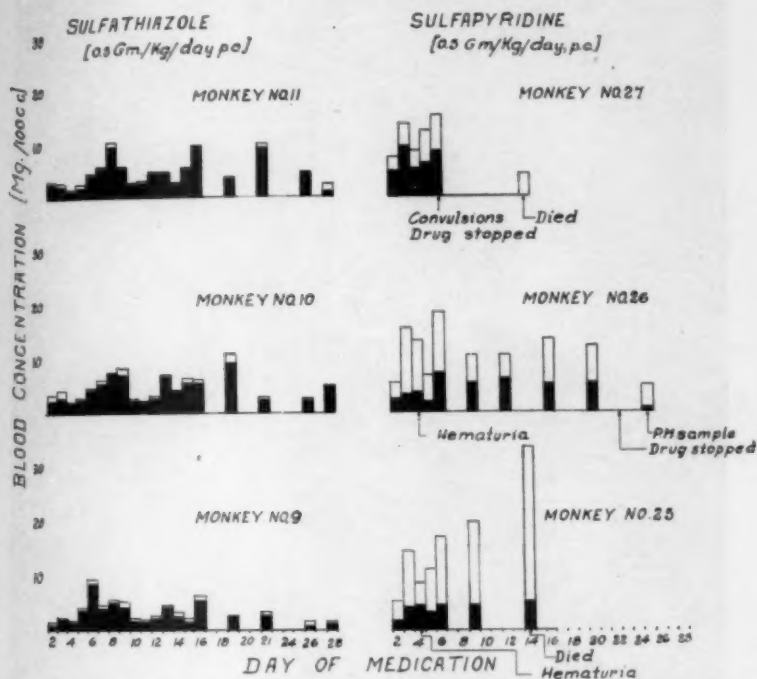 SULFATHIAZOLE
[0.5 Gm/Kg/day p.o.]
SULFAPYRIDINE
[0.5 Gm/Kg/day, p.o.]
BLOOD CONCENTRATION [Mg./100cc]
30
20
10
MONKEY NO.11
MONKEY NO.27
Convulsions
Drug stopped
Died
30
20
10
MONKEY NO.10
MONKEY NO.26
Hematuria
PM sample
Drug stopped
30
20
10
MONKEY NO.9
MONKEY NO.25
2 4 6 8 10 12 14 16 18 20 22 24 26 28
2 4 6 8 10 12 14 16 18 20 22 24 26 28
Died
Hematuria
DAY OF MEDICATION